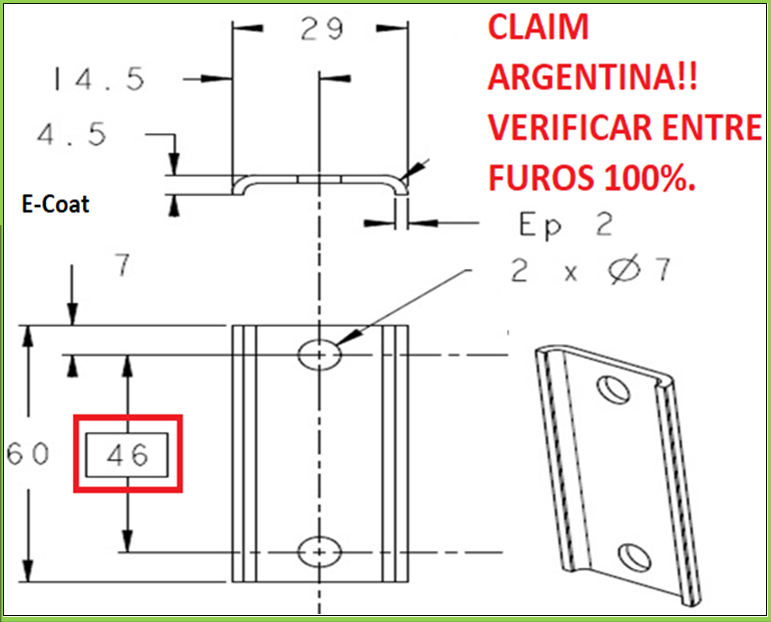 29
CLAIM
ARGENTINA!!
VERIFICAR ENTRE
FUROS 100%.
14.5
4.5
E-Coat
Ep 2
7
2 x Ø7
60
46